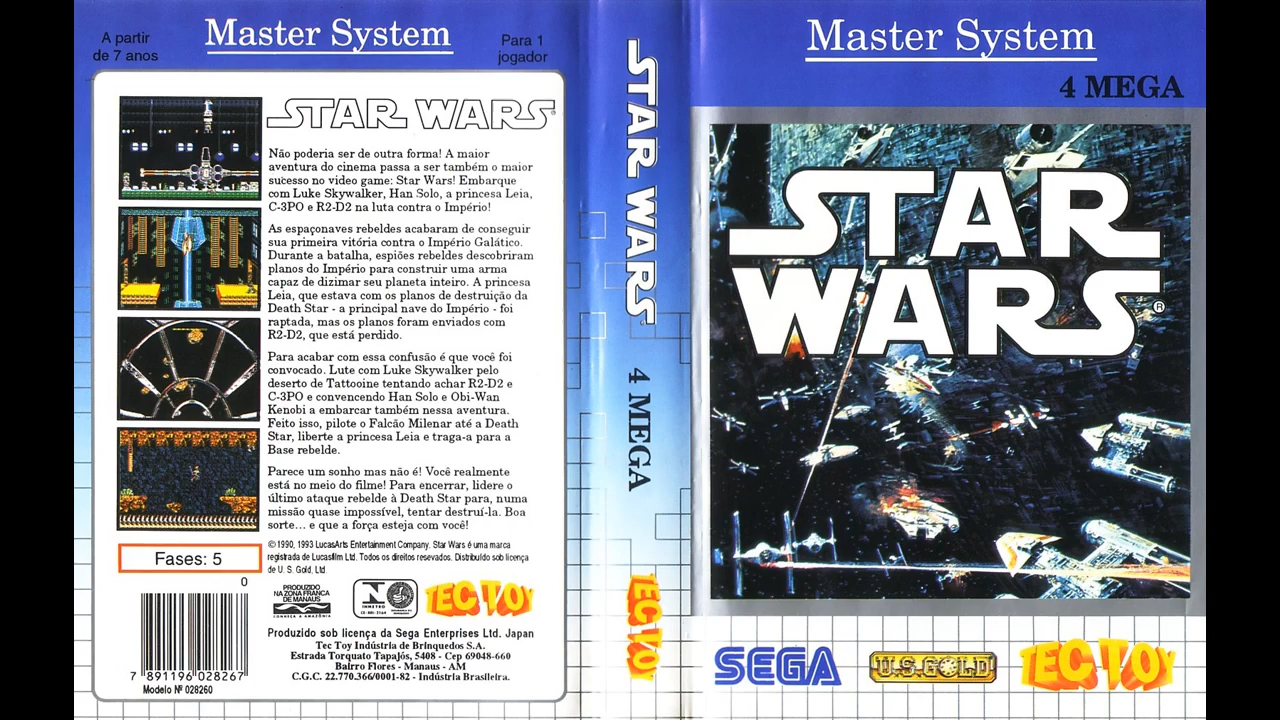 A partir
de 7 anos
Master System
Para 1
jogador
STAR WARS®
Não poderia ser de outra forma! A maior
aventura do cinema passa a ser também o maior
sucesso no video game: Star Wars! Embarque
com Luke Skywalker, Han Solo, a princesa Leia,
C-3PO e R2-D2 na luta contra o Império!
As espaçonaves rebeldes acabaram de conseguir
sua primeira vitória contra o Império Galático.
Durante a batalha, espiões rebeldes descobriram
planos do Império para construir uma arma
capaz de dizimar seu planeta inteiro. A princesa
Leia, que estava com os planos de destruição da
Death Star - a principal nave do Império - foi
raptada, mas os planos foram enviados com
R2-D2, que está perdido.
Para acabar com essa confusão é que você foi
convocado. Lute com Luke Skywalker pelo
deserto de Tattooine tentando achar R2-D2 e
C-3PO e convencendo Han Solo e Obi-Wan
Kenobi a embarcar também nessa aventura.
Feito isso, pilote o Falcão Milenar até a Death
Star, liberte a princesa Leia e traga-a para a
Base rebelde.
Parece um sonho mas não é! Você realmente
está no meio do filme! Para encerrar, lidere o
último ataque rebelde à Death Star para, numa
missão quase impossível, tentar destruí-la. Boa
sorte... e que a força esteja com você!
© 1990, 1993 LucasArts Entertainment Company. Star Wars é uma marca
registrada de Lucasfilm Ltd. Todos os direitos resevados. Distribuído sob licença
de U. S. Gold, Ltd.
Fases: 5
0
7 891196 028267
Modelo Nº 028260
PRODUZIDO
NA ZONA FRANCA
DE MANAUS
CONHEÇA A AMAZÔNIA
INMETRO
TEC TOY
Produzido sob licença da Sega Enterprises Ltd. Japan
Tec Toy Indústria de Brinquedos S.A.
Estrada Torquato Tapajós, 5408 - Cep 69048-660
Bairro Flores - Manaus - AM
C.G.C. 22.770.366/0001-82 - Indústria Brasileira.
STAR WARS
4 MEGA
TEC TOY
Master System
4 MEGA
STAR
WARS®
SEGA
U.S. GOLD
TEC TOY